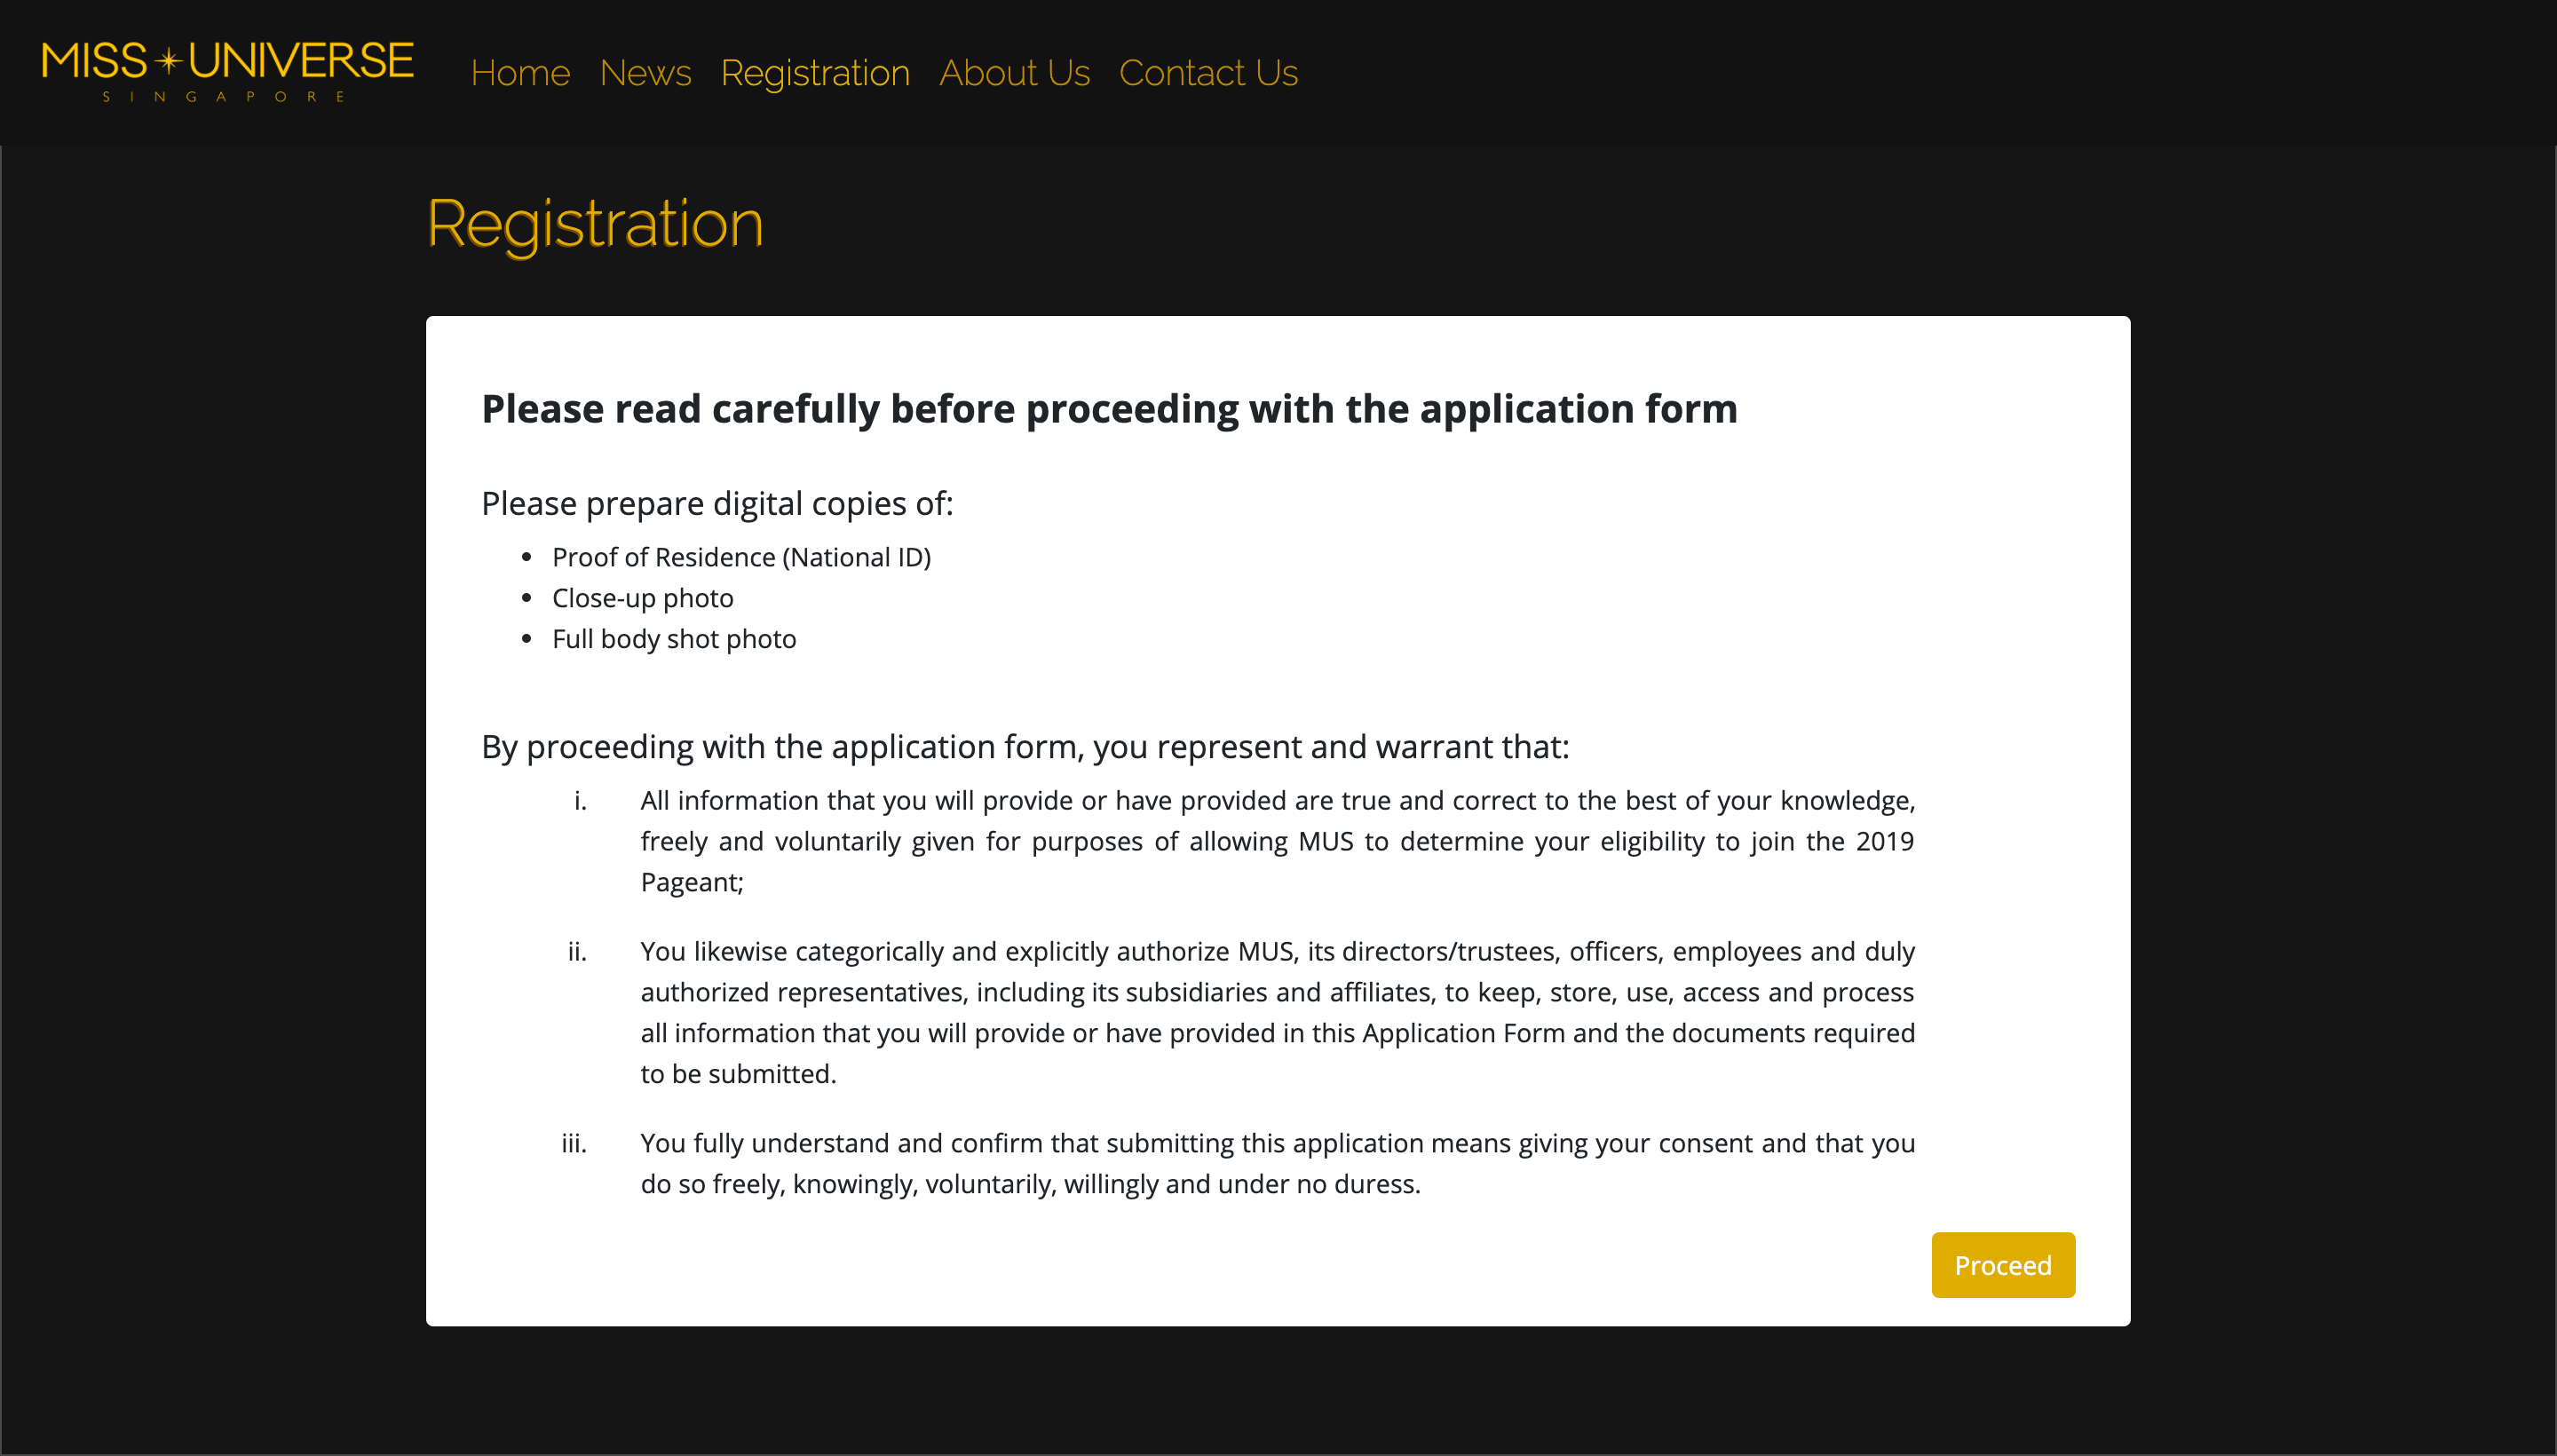 MISS UNIVERSE
SINGAPORE
Home News Registration About Us Contact Us
Registration
Please read carefully before proceeding with the application form
Please prepare digital copies of:
• Proof of Residence (National ID)
• Close-up photo
• Full body shot photo
By proceeding with the application form, you represent and warrant that:
i. All information that you will provide or have provided are true and correct to the best of your knowledge,
freely and voluntarily given for purposes of allowing MUS to determine your eligibility to join the 2019
Pageant;
ii. You likewise categorically and explicitly authorize MUS, its directors/trustees, officers, employees and duly
authorized representatives, including its subsidiaries and affiliates, to keep, store, use, access and process
all information that you will provide or have provided in this Application Form and the documents required
to be submitted.
iii. You fully understand and confirm that submitting this application means giving your consent and that you
do so freely, knowingly, voluntarily, willingly and under no duress.
Proceed